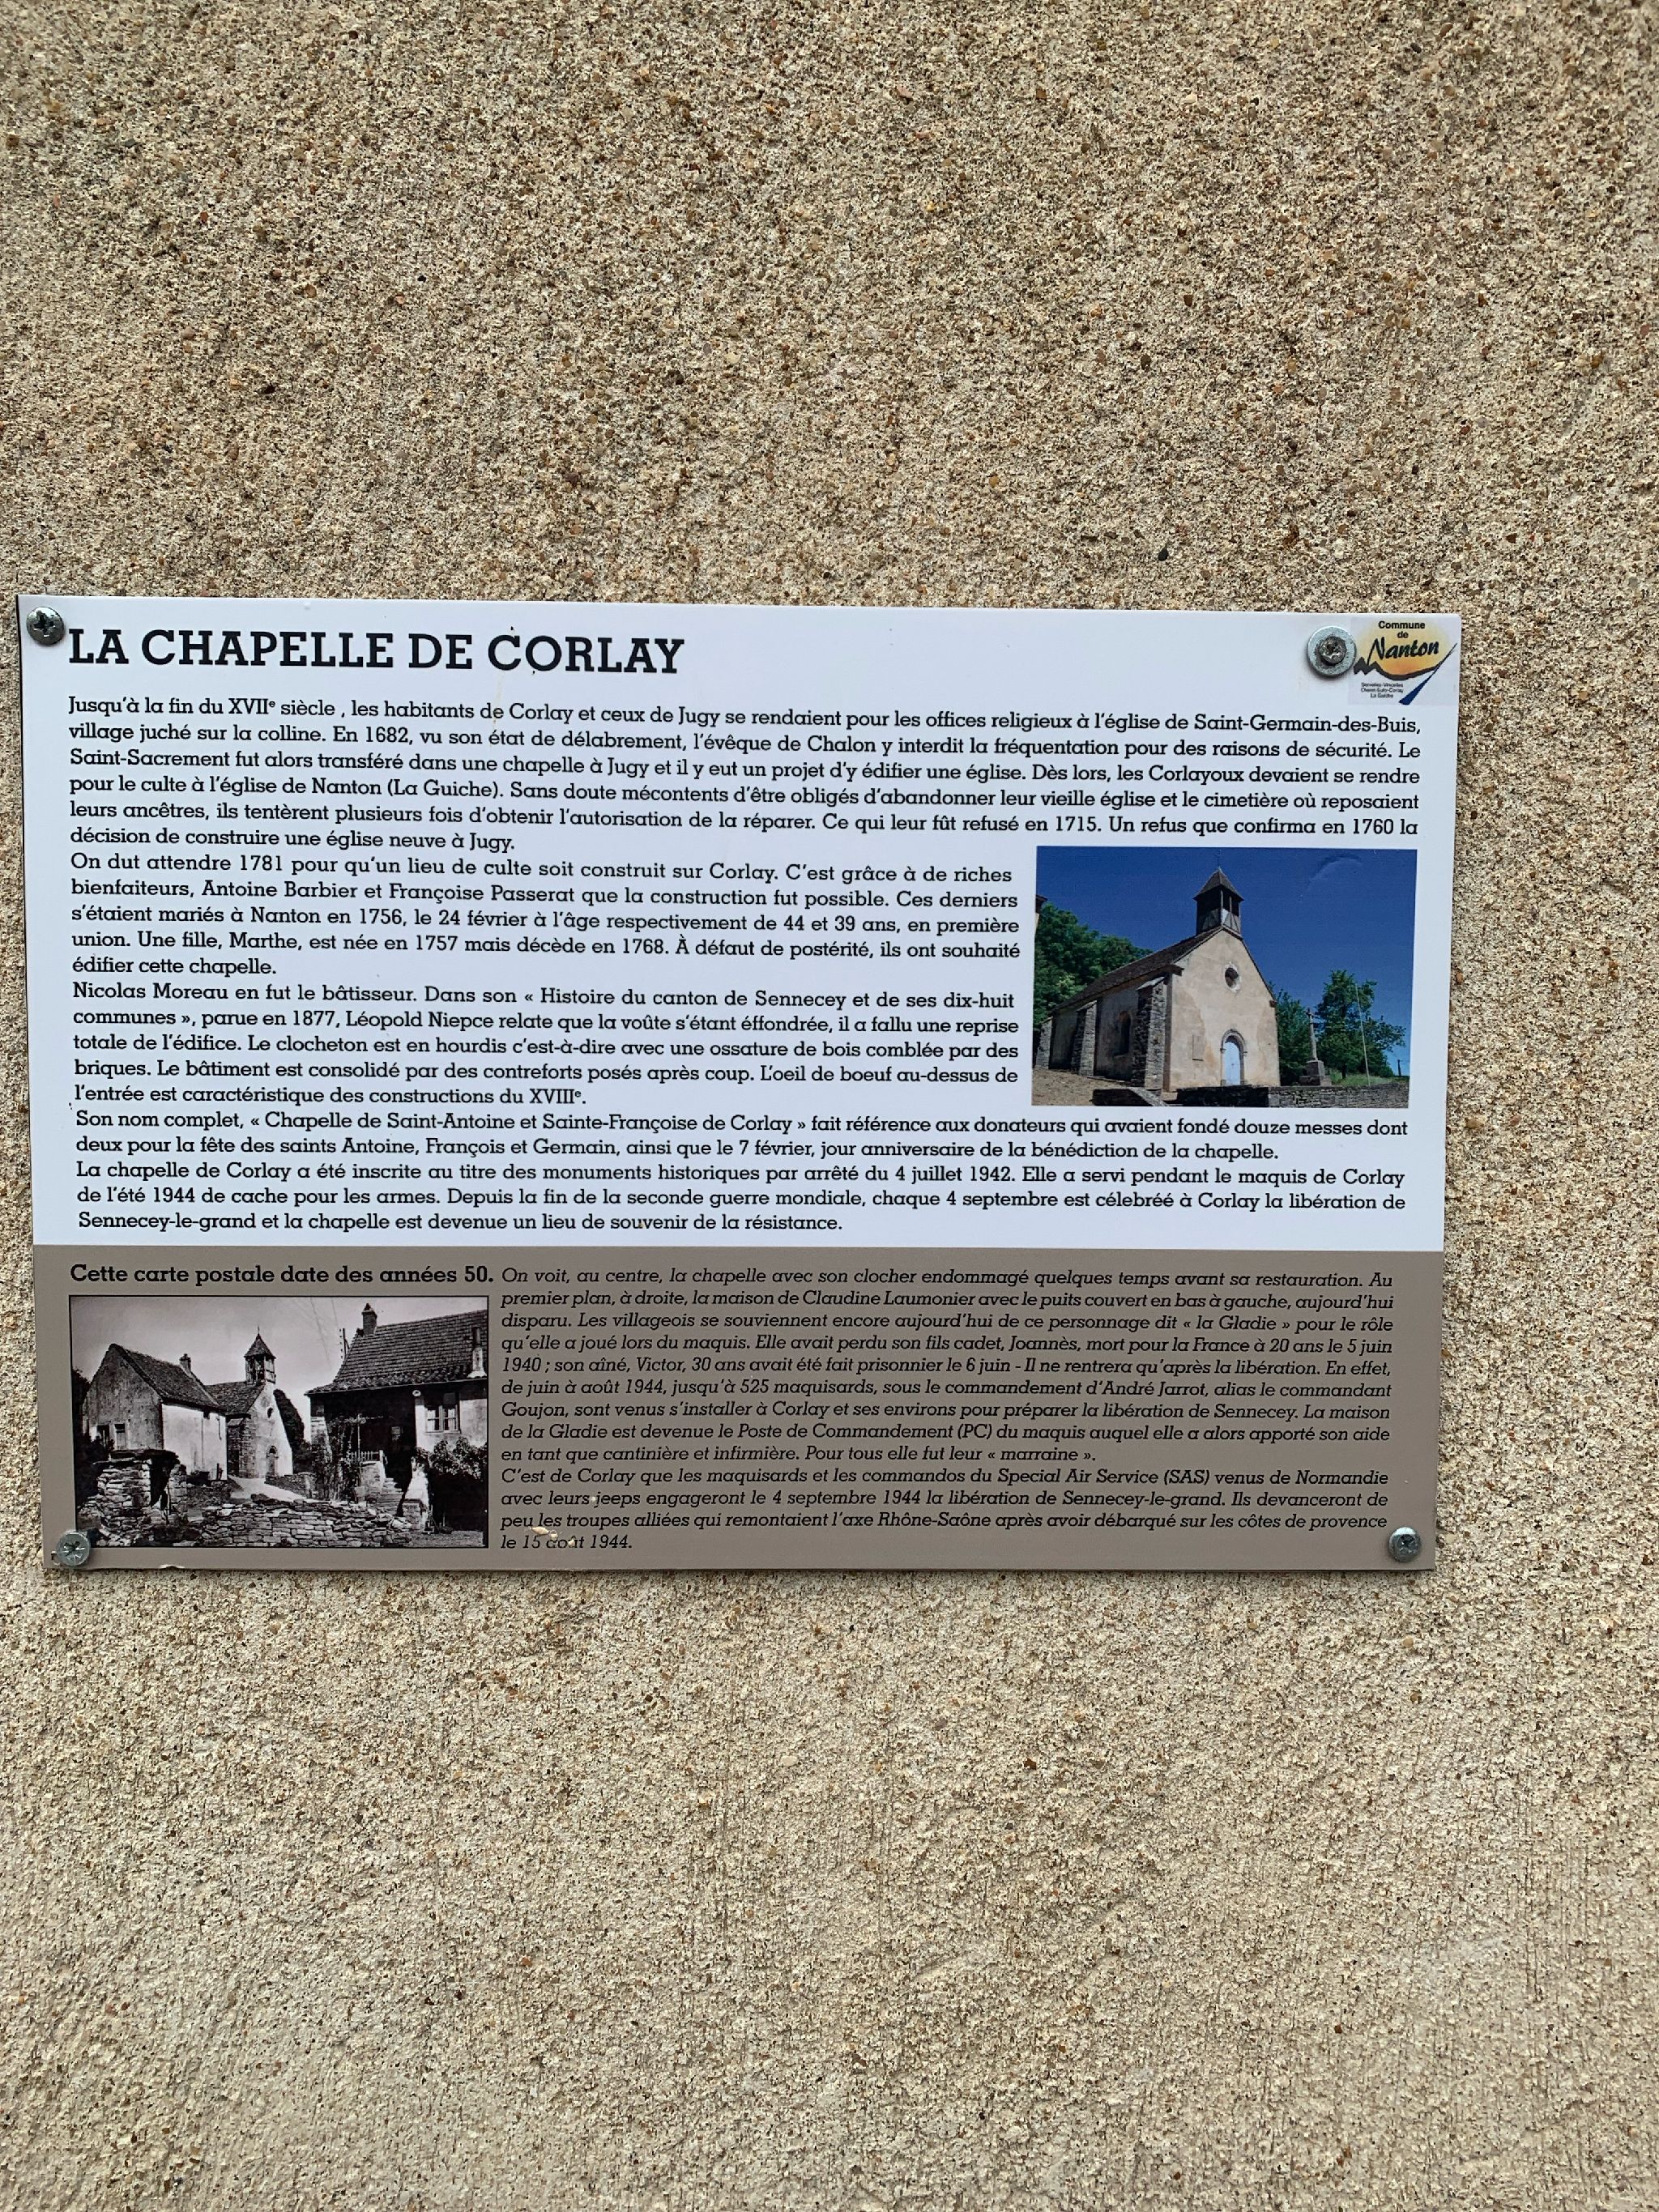 LA CHAPELLE DE CORLAY
Commune
de
Nanton
Jusqu'à la fin du XVIIe siècle , les habitants de Corlay et ceux de Jugy se rendaient pour les offices religieux à l'église de Saint-Germain-des-Buis,
village juché sur la colline. En 1682, vu son état de délabrement, l'évêque de Chalon y interdit la fréquentation pour des raisons de sécurité. Le
Saint-Sacrement fut alors transféré dans une chapelle à Jugy et il y eut un projet d'y édifier une église. Dès lors, les Corlayoux devaient se rendre
pour le culte à l'église de Nanton (La Guiche). Sans doute mécontents d'être obligés d'abandonner leur vieille église et le cimetière où reposaient
leurs ancêtres, ils tentèrent plusieurs fois d'obtenir l'autorisation de la réparer. Ce qui leur fût refusé en 1715. Un refus que confirma en 1760 la
décision de construire une église neuve à Jugy.
On dut attendre 1781 pour qu'un lieu de culte soit construit sur Corlay. C'est grâce à de riches
bienfaiteurs, Antoine Barbier et Françoise Passerat que la construction fut possible. Ces derniers
s'étaient mariés à Nanton en 1756, le 24 février à l'âge respectivement de 44 et 39 ans, en première
union. Une fille, Marthe, est née en 1757 mais décède en 1768. À défaut de postérité, ils ont souhaité
édifier cette chapelle.
Nicolas Moreau en fut le bâtisseur. Dans son « Histoire du canton de Sennecey et de ses dix-huit
communes », parue en 1877, Léopold Niepce relate que la voûte s'étant éffondrée, il a fallu une reprise
totale de l'édifice. Le clocheton est en hourdis c'est-à-dire avec une ossature de bois comblée par des
briques. Le bâtiment est consolidé par des contreforts posés après coup. L'oeil de boeuf au-dessus de
l'entrée est caractéristique des constructions du XVIIIe.
Son nom complet, « Chapelle de Saint-Antoine et Sainte-Françoise de Corlay » fait référence aux donateurs qui avaient fondé douze messes dont
deux pour la fête des saints Antoine, François et Germain, ainsi que le 7 février, jour anniversaire de la bénédiction de la chapelle.
La chapelle de Corlay a été inscrite au titre des monuments historiques par arrêté du 4 juillet 1942. Elle a servi pendant le maquis de Corlay
de l'été 1944 de cache pour les armes. Depuis la fin de la seconde guerre mondiale, chaque 4 septembre est célebréé à Corlay la libération de
Sennecey-le-grand et la chapelle est devenue un lieu de souvenir de la résistance.
Cette carte postale date des années 50. On voit, au centre, la chapelle avec son clocher endommagé quelques temps avant sa restauration. Au
premier plan, à droite, la maison de Claudine Laumonier avec le puits couvert en bas à gauche, aujourd'hui
disparu. Les villageois se souviennent encore aujourd'hui de ce personnage dit « la Gladie » pour le rôle
qu'elle a joué lors du maquis. Elle avait perdu son fils cadet, Joannès, mort pour la France à 20 ans le 5 juin
1940 ; son aîné, Victor, 30 ans avait été fait prisonnier le 6 juin - Il ne rentrera qu'après la libération. En effet,
de juin à août 1944, jusqu'à 525 maquisards, sous le commandement d'André Jarrot, alias le commandant
Goujon, sont venus s'installer à Corlay et ses environs pour préparer la libération de Sennecey. La maison
de la Gladie est devenue le Poste de Commandement (PC) du maquis auquel elle a alors apporté son aide
en tant que cantinière et infirmière. Pour tous elle fut leur « marraine ».
C'est de Corlay que les maquisards et les commandos du Special Air Service (SAS) venus de Normandie
avec leurs jeeps engageront le 4 septembre 1944 la libération de Sennecey-le-grand. Ils devanceront de
peu les troupes alliées qui remontaient l'axe Rhône-Saône après avoir débarqué sur les côtes de provence
le 15 août 1944.